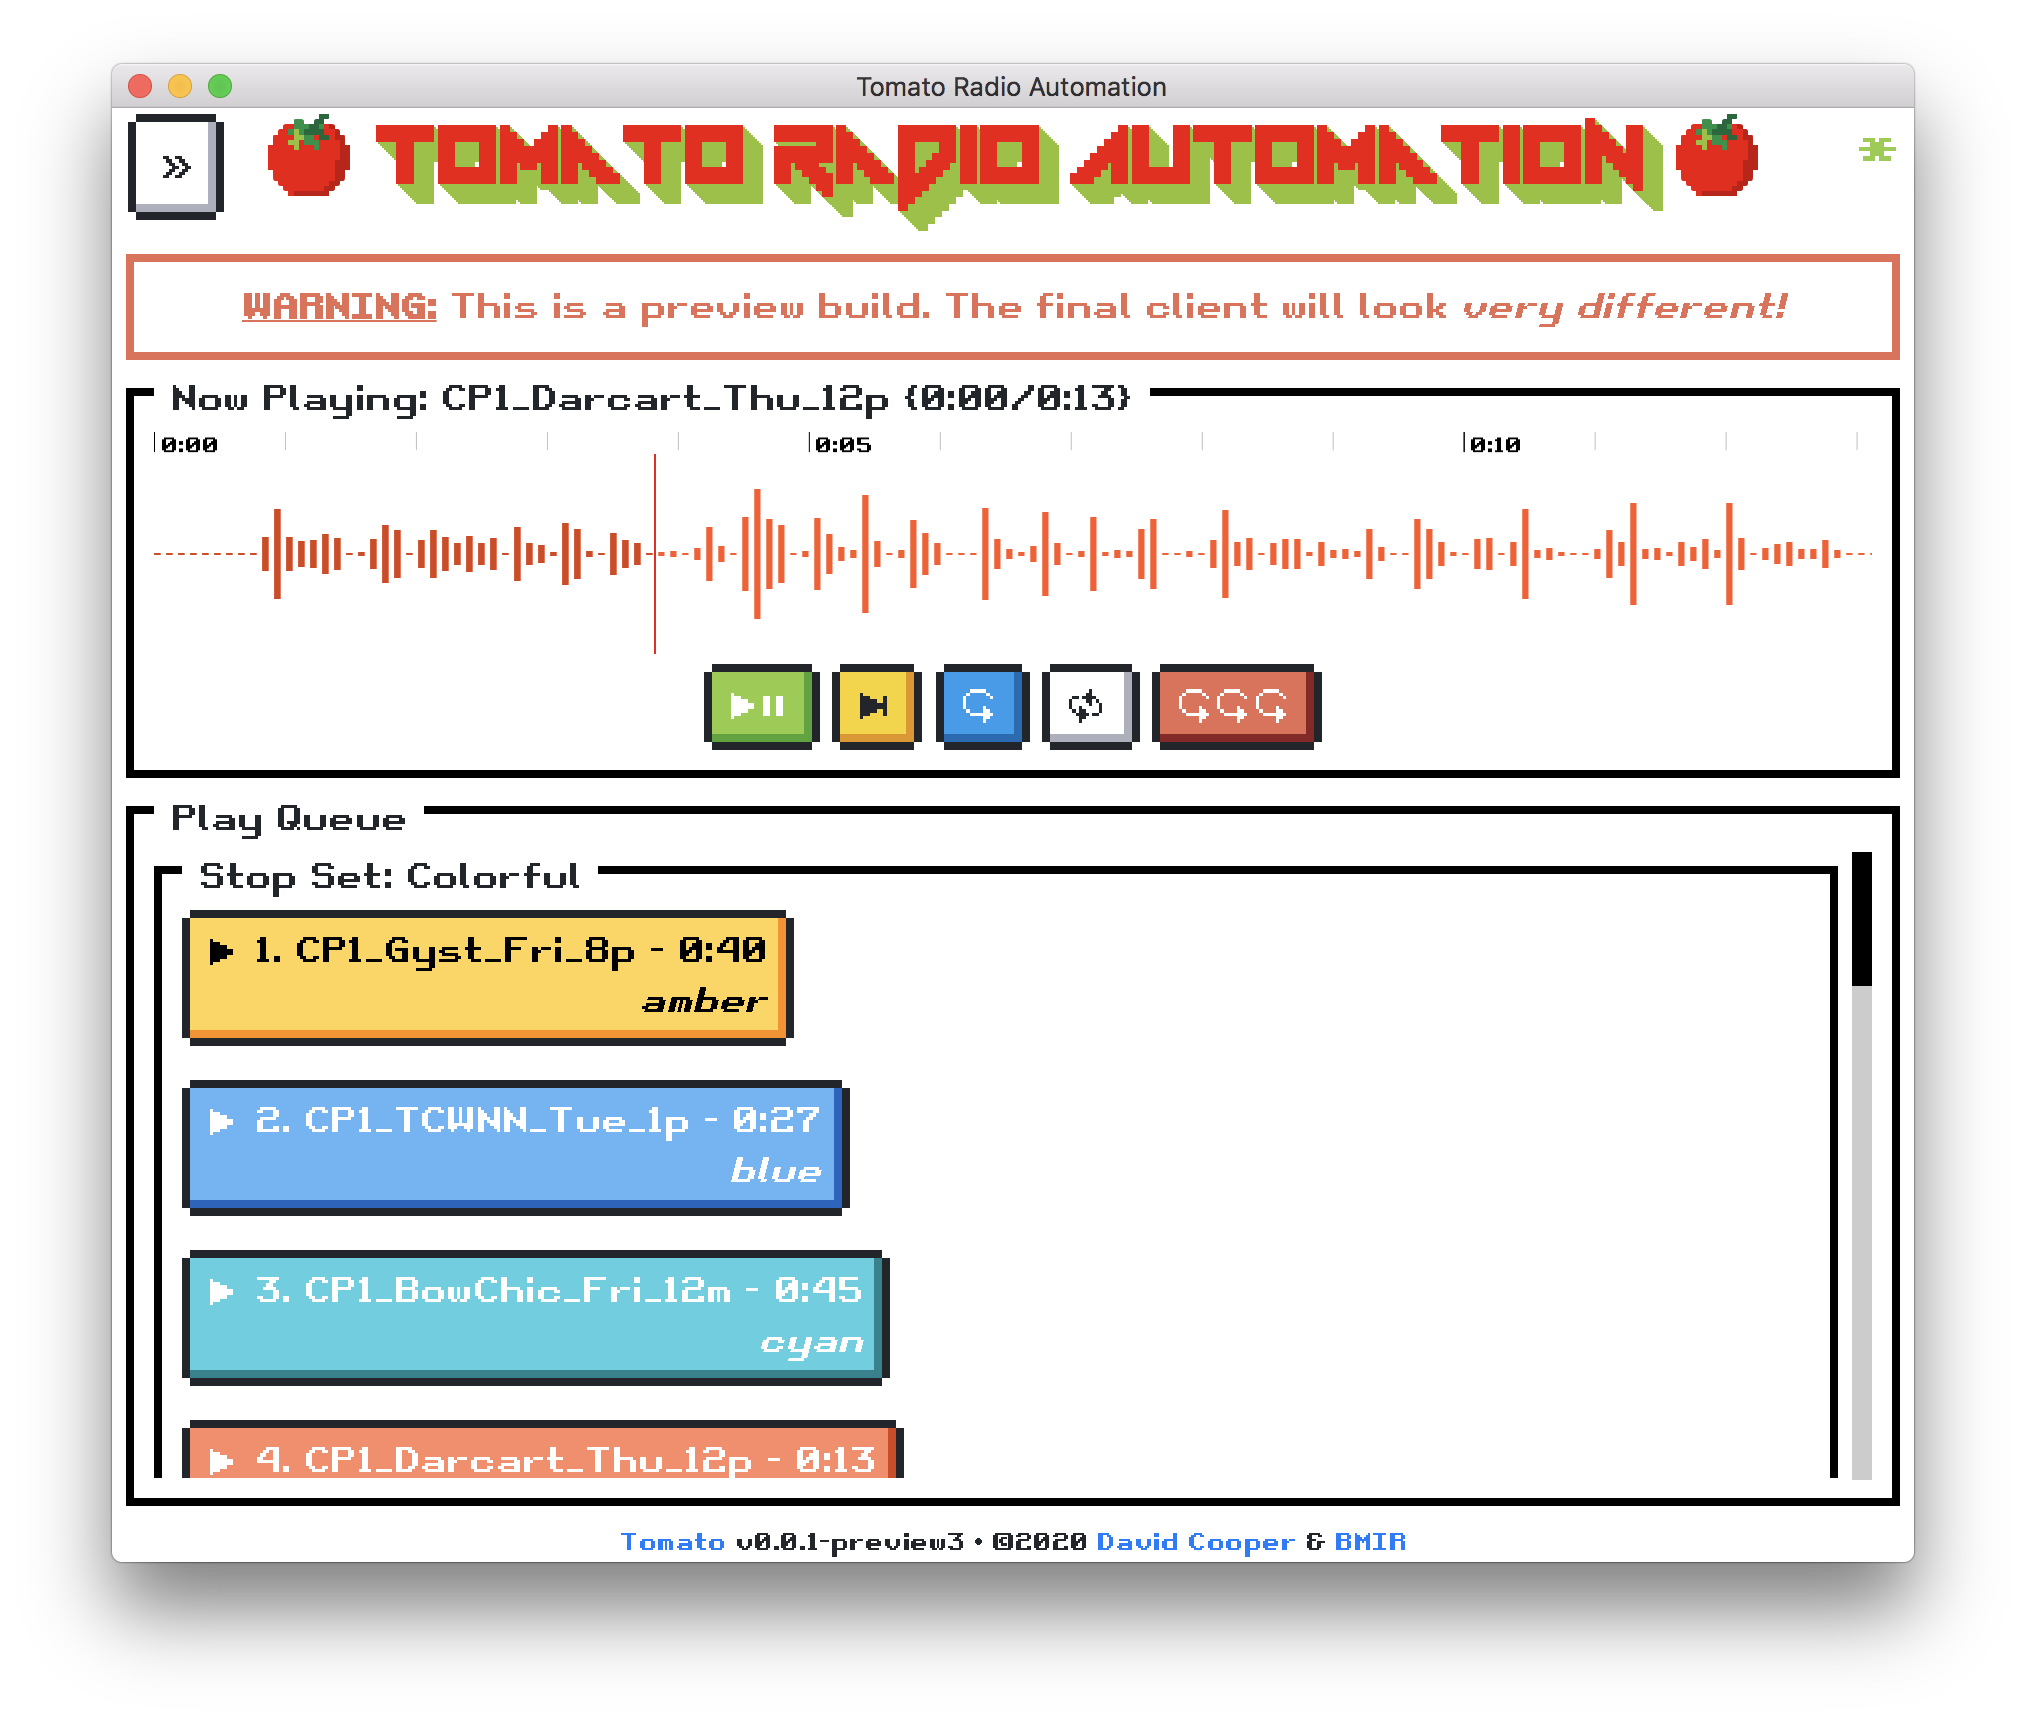 Tomato Radio Automation
TOMATO RADIO AUTOMATION
WARNING: This is a preview build. The final client will look very different!
Now Playing: CP1_Darcart_Thu_12p {0:00/0:13}
0:00 0:05 0:10
Play Queue
Stop Set: Colorful
1. CP1_Gyst_Fri_8p - 0:40
amber
2. CP1_TCWNN_Tue_1p - 0:27
blue
3. CP1_BowChic_Fri_12m - 0:45
cyan
4. CP1_Darcart_Thu_12p - 0:13
Tomato v0.0.1-preview3 • ©2020 David Cooper & BMIR